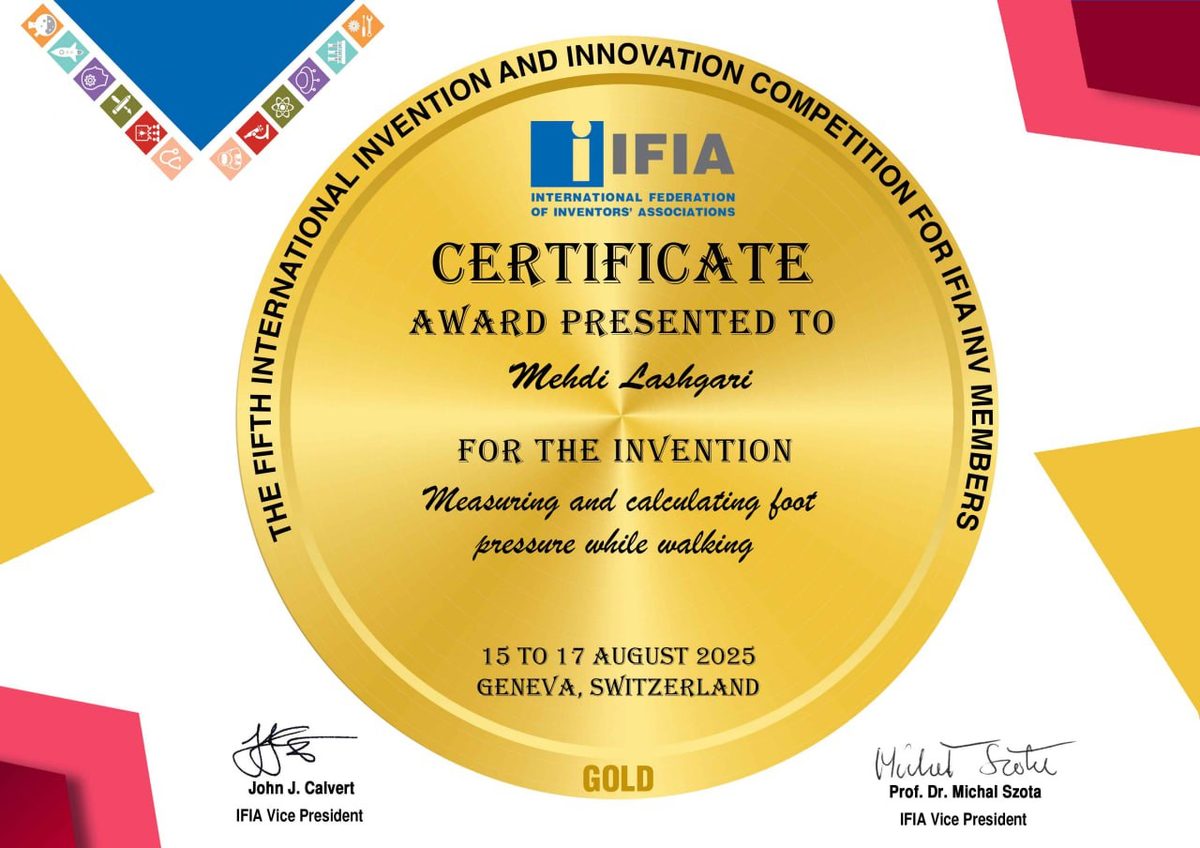 THE FIFTH INTERNATIONAL INVENTION AND INNOVATION COMPETITION FOR IFIA INV MEMBERS
i IFIA
INTERNATIONAL FEDERATION
OF INVENTORS' ASSOCIATIONS
CERTIFICATE
AWARD PRESENTED TO
Mehdi Lashgari
FOR THE INVENTION
Measuring and calculating foot
pressure while walking
15 TO 17 AUGUST 2025
GENEVA, SWITZERLAND
GOLD
John J. Calvert
IFIA Vice President
Michal Szota
Prof. Dr. Michal Szota
IFIA Vice President